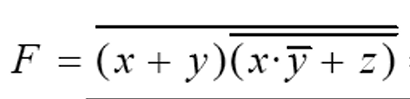 $F = \overline{(x + y)\overline{(x \cdot \overline{y} + z)}}$